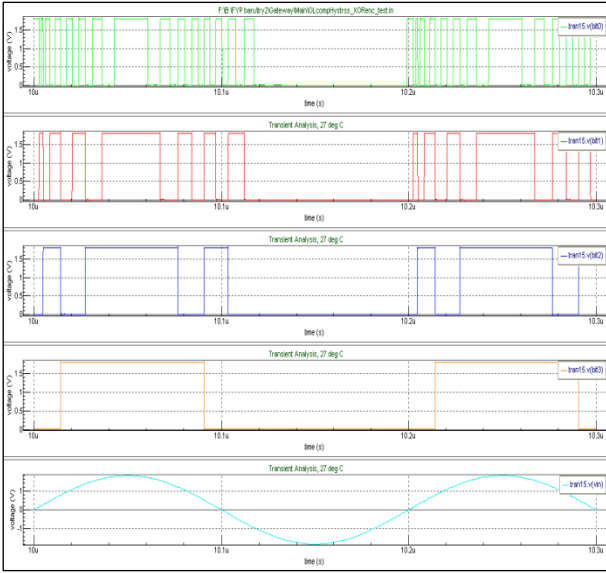 F:\B\FYP baru\try2\Gateway\Main\OLcompHystrss_XORenc_test.in
voltage (V)
1.5
1
0.5
0
tran15.v(bit0)
10u
10.1u
10.2u
10.3u
time (s)
Transient Analysis, 27 deg C
voltage (V)
1.5
1
0.5
0
tran15.v(bit1)
10u
10.1u
10.2u
10.3u
time (s)
Transient Analysis, 27 deg C
voltage (V)
1.5
1
0.5
0
tran15.v(bit2)
10u
10.1u
10.2u
10.3u
time (s)
Transient Analysis, 27 deg C
voltage (V)
1.5
1
0.5
0
tran15.v(bit3)
10u
10.1u
10.2u
10.3u
time (s)
Transient Analysis, 27 deg C
voltage (V)
1
0
-1
tran15.v(vin)
10u
10.1u
10.2u
10.3u
time (s)